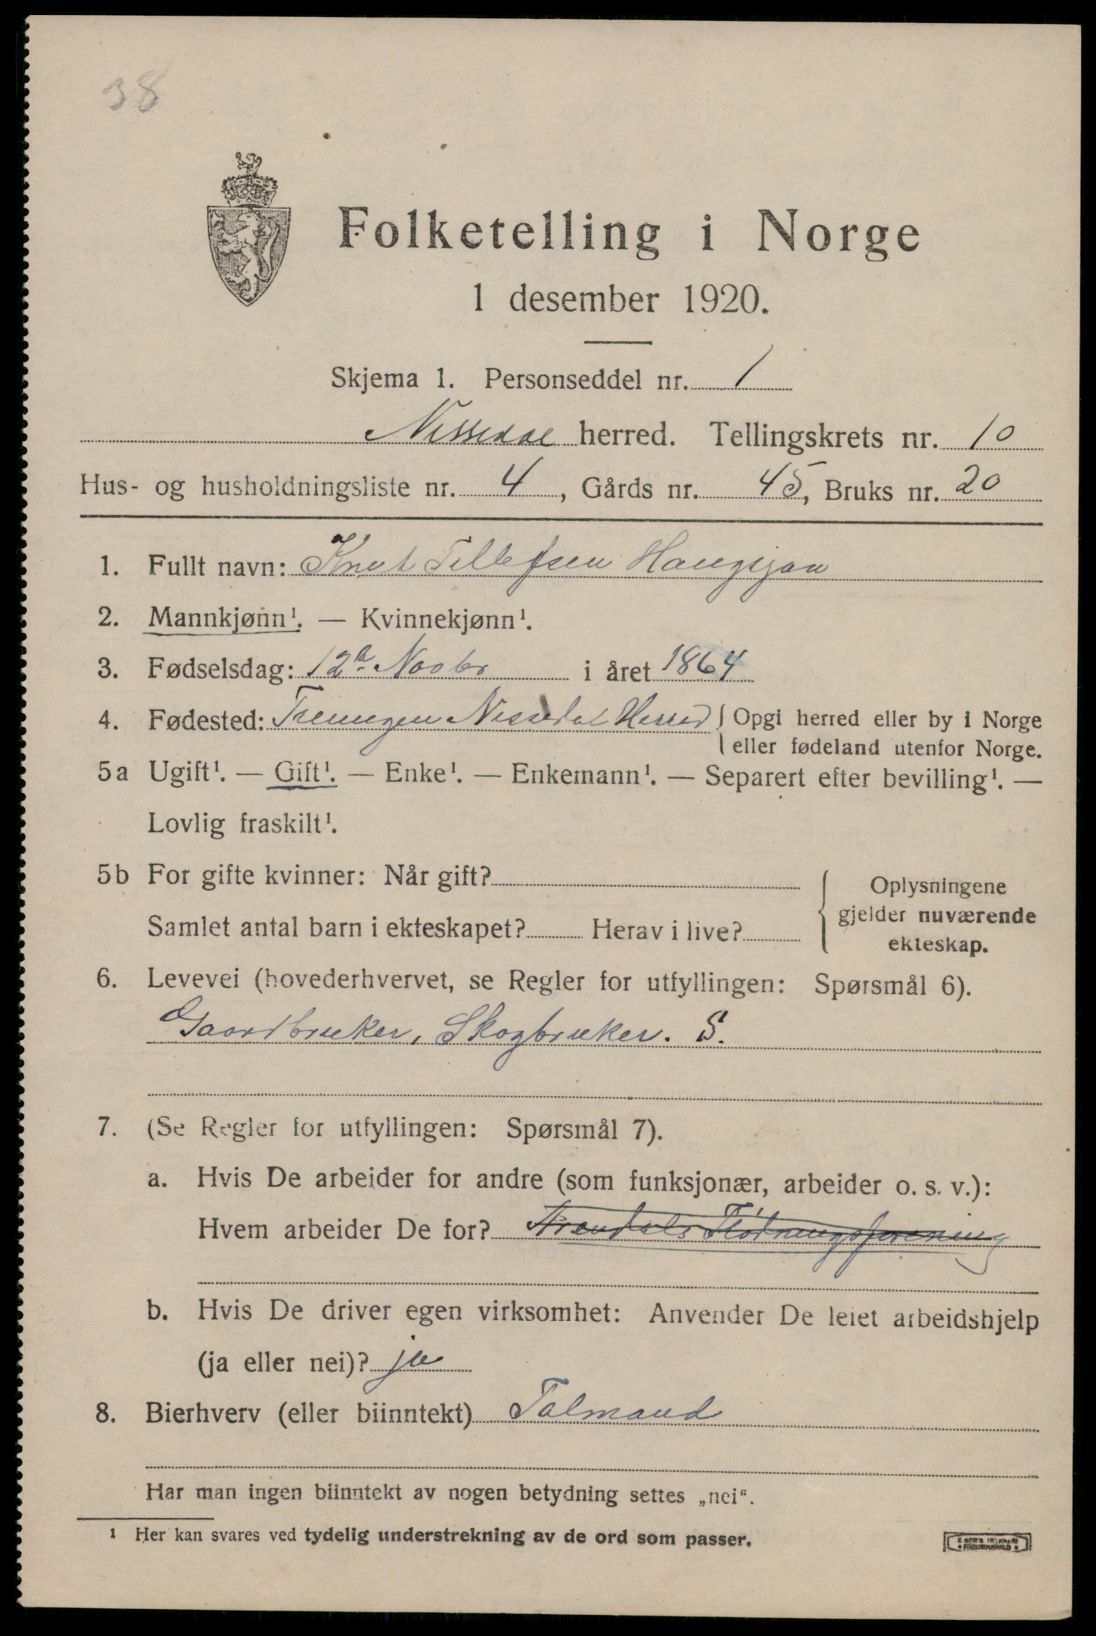 38
Folketelling i Norge
1 desember 1920.
Skjema 1. Personseddel nr. 1
Nissedal herred. Tellingskrets nr. 10
Hus- og husholdningsliste nr. 4, Gårds nr. 45, Bruks nr. 20
1. Fullt navn: Knut Tellefsen Haugsjaa
2. Mannkjønn¹. — Kvinnekjønn¹.
3. Fødselsdag: 12te Novbr i året 1864
4. Fødested: Treungen Nissedal Herred Opgi herred eller by i Norge
eller fødeland utenfor Norge.
5a Ugift¹. — Gift¹. — Enke¹. — Enkemann¹. — Separert efter bevilling¹. —
Lovlig fraskilt¹.
5b For gifte kvinner: Når gift?
Samlet antal barn i ekteskapet? Herav i live?
Oplysningene
gjelder nuværende
ekteskap.
6. Levevei (hovederhvervet, se Regler for utfyllingen: Spørsmål 6).
Gaardbruker, Skogbruker. S.
7. (Se Regler for utfyllingen: Spørsmål 7).
a. Hvis De arbeider for andre (som funksjonær, arbeider o. s. v.):
Hvem arbeider De for? Arendals Flødningsforening
b. Hvis De driver egen virksomhet: Anvender De leiet arbeidshjelp
(ja eller nei)? ja
8. Bierhverv (eller biinntekt) Tolmand
Har man ingen biinntekt av nogen betydning settes „nei“.
¹ Her kan svares ved tydelig understrekning av de ord som passer.